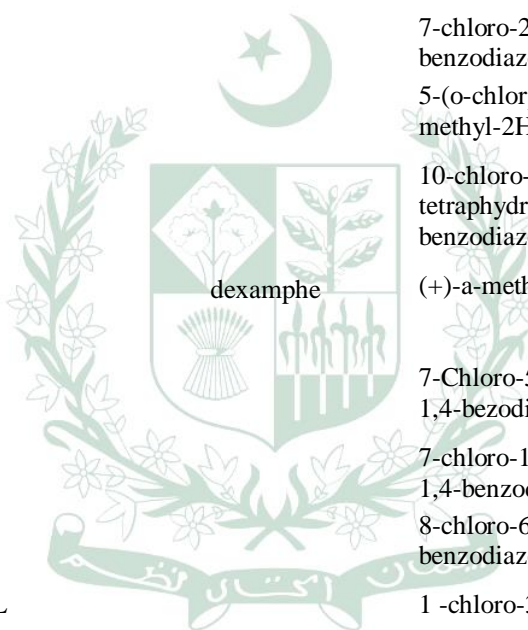 7-chloro-2
benzodiaz
5-(o-chlor
methyl-2H
10-chloro-
tetraphydr
benzodiaz
dexamphe
(+)-a-meth
7-Chloro-5
1,4-bezodi
7-chloro-1
1,4-benzo
8-chloro-6
benzodiaz
L
1 -chloro-3